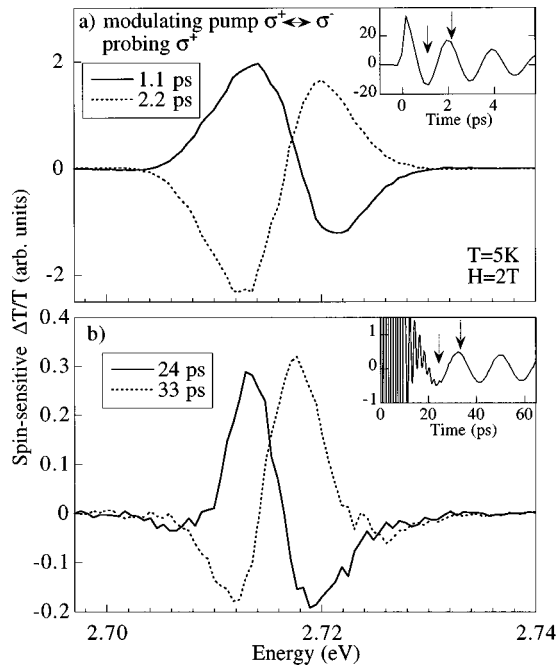 a) modulating pump σ⁺↔ σ⁻
probing σ⁺
1.1 ps
2.2 ps
20
0
-20
0 2 4
Time (ps)
2
0
-2
T=5K
H=2T
Spin-sensitive ΔT/T (arb. units)
b)
24 ps
33 ps
1
0
-1
0 20 40 60
Time (ps)
0.4
0.3
0.2
0.1
0
-0.1
-0.2
2.70 2.72 2.74
Energy (eV)